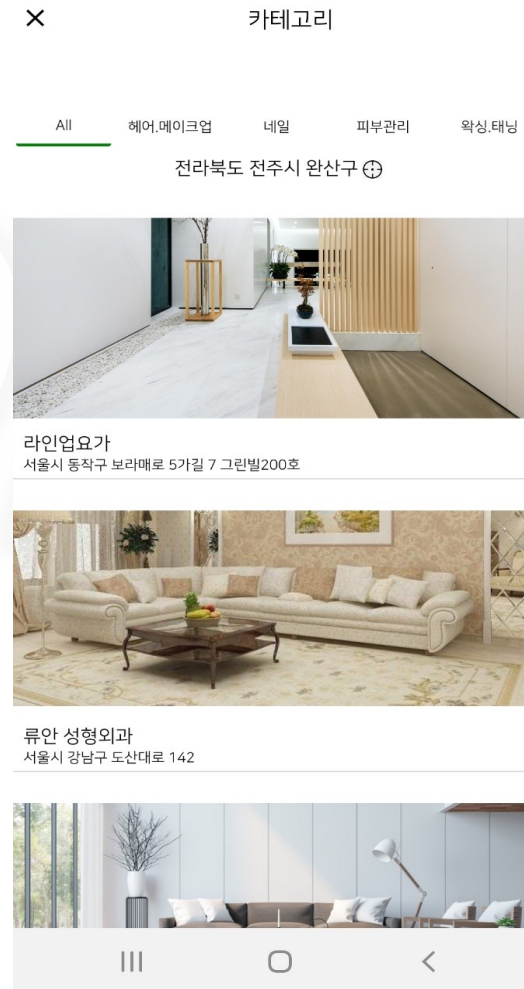 카테고리
All 헤어.메이크업 네일 피부관리 왁싱.태닝
전라북도 전주시 완산구
라인업요가
서울시 동작구 보라매로 5가길 7 그린빌200호
류안 성형외과
서울시 강남구 도산대로 142